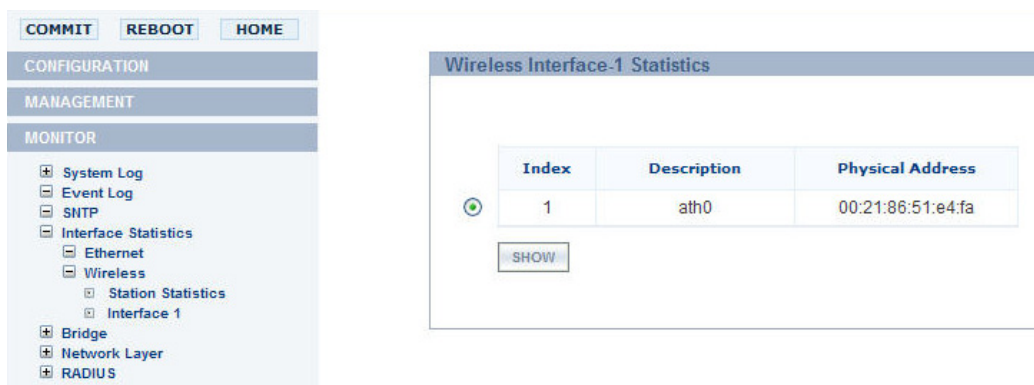 COMMIT REBOOT HOME
CONFIGURATION
MANAGEMENT
MONITOR
System Log
Event Log
SNTP
Interface Statistics
Ethernet
Wireless
Station Statistics
Interface 1
Bridge
Network Layer
RADIUS
Wireless Interface-1 Statistics
Index Description Physical Address
1 ath0 00:21:86:51:e4:fa
SHOW